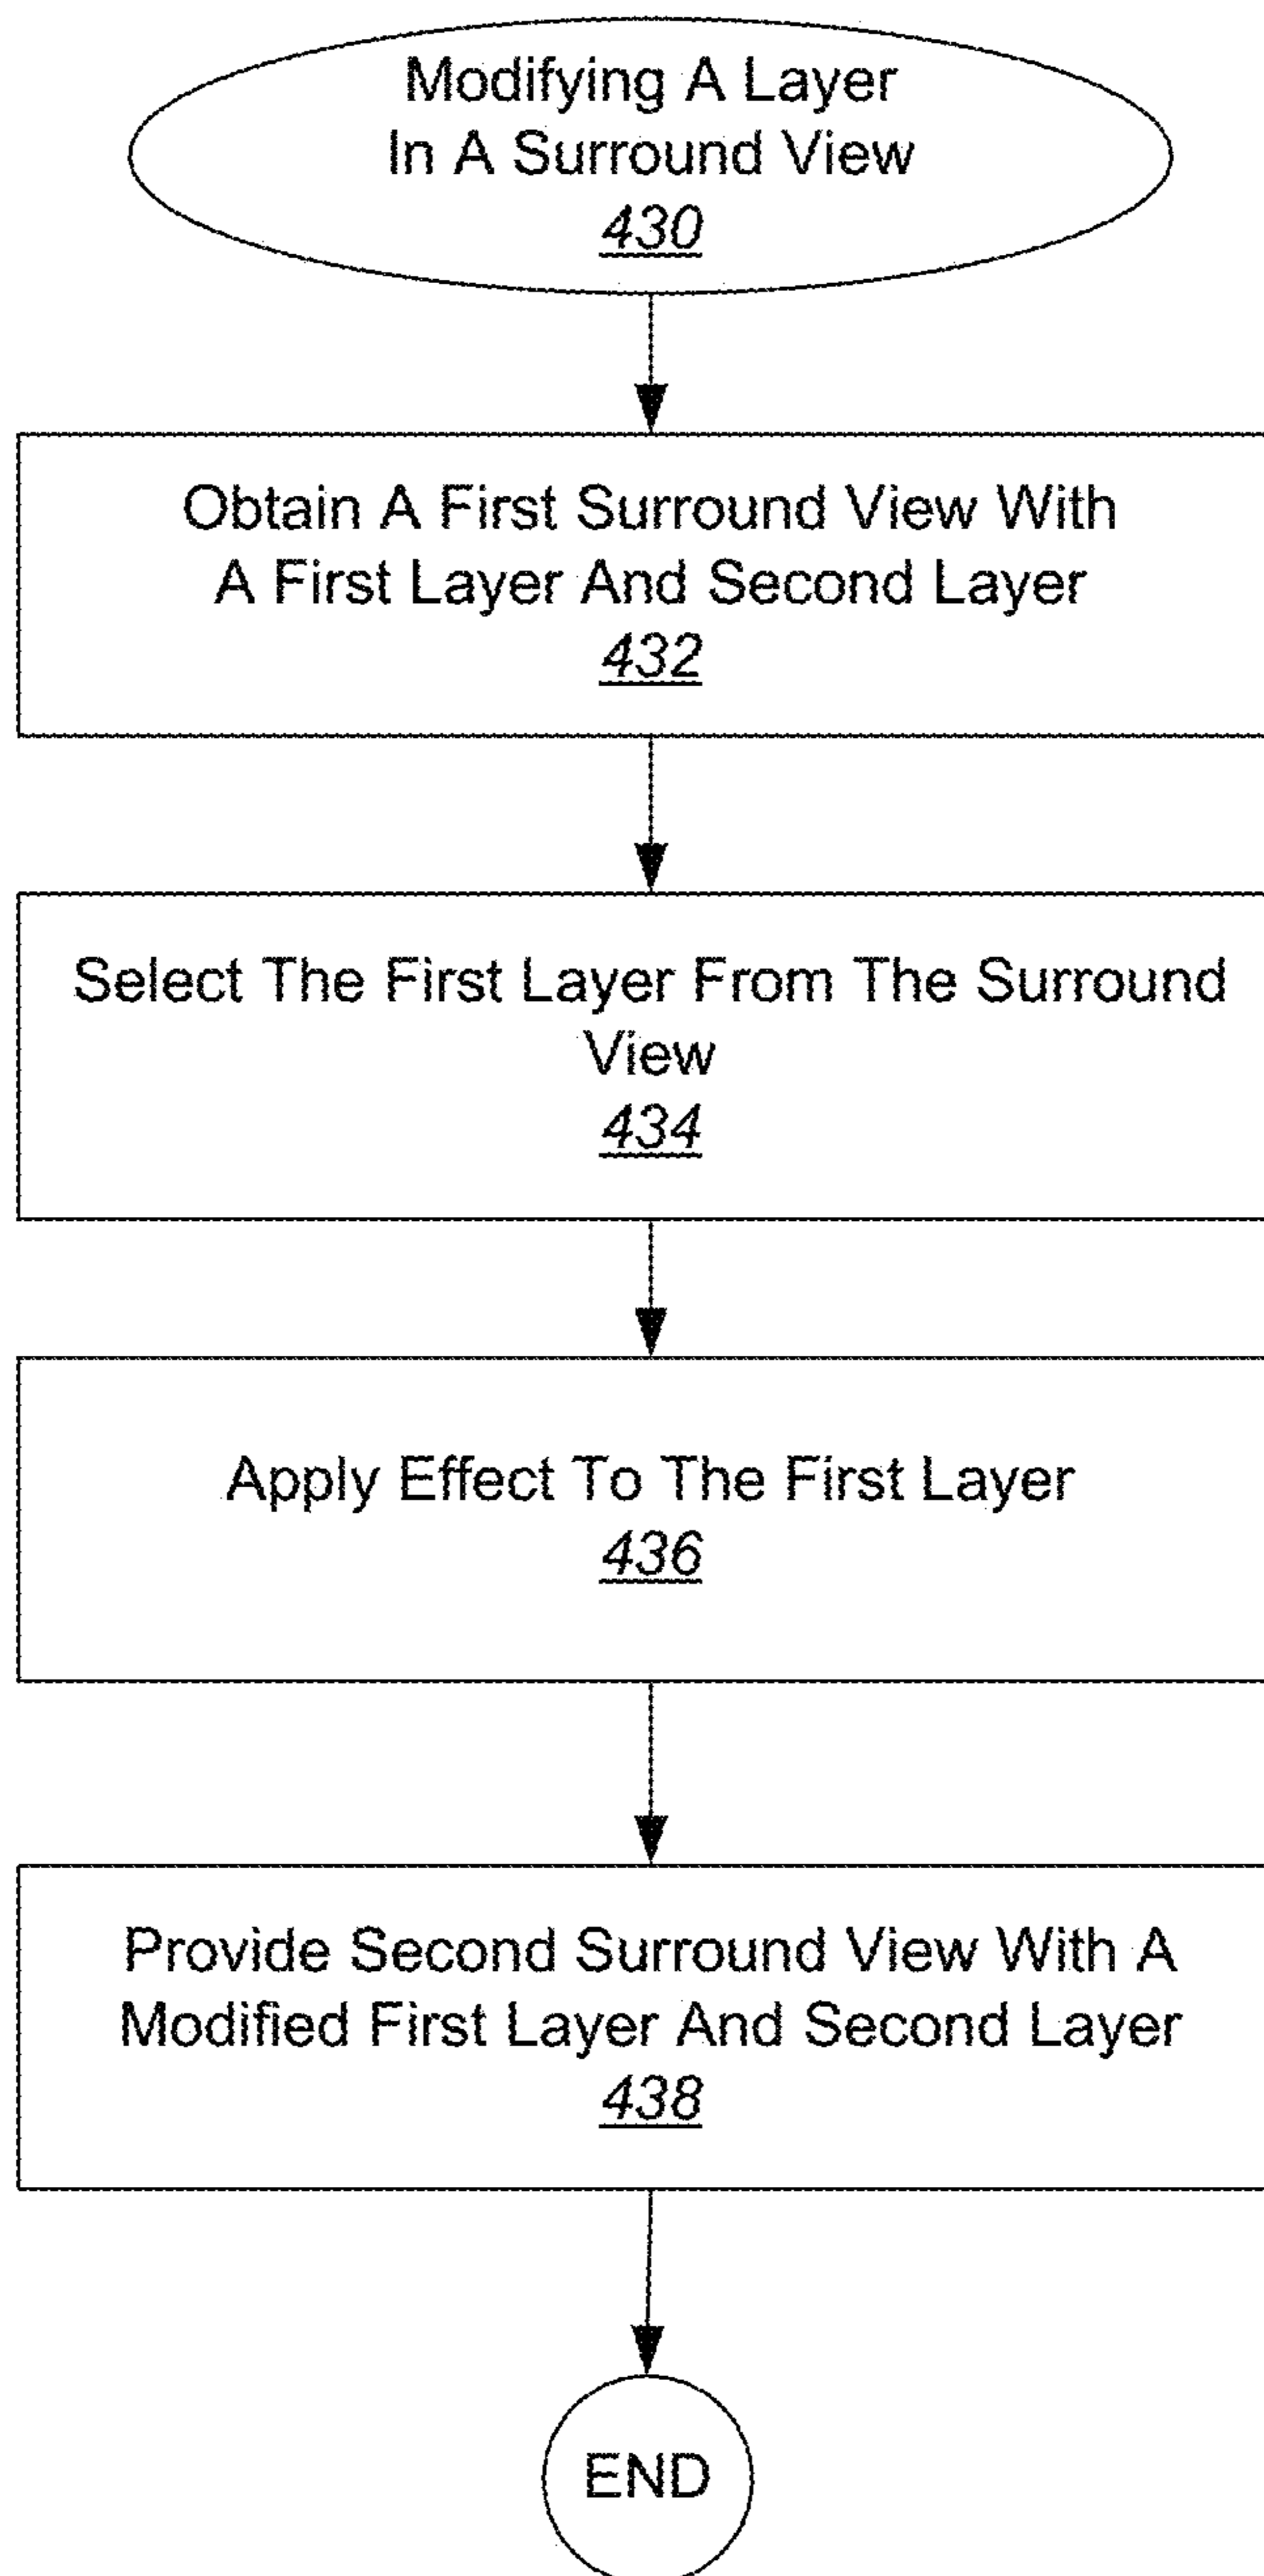 Modifying A Layer
In A Surround View
430
Obtain A First Surround View With
A First Layer And Second Layer
432
Select The First Layer From The Surround
View
434
Apply Effect To The First Layer
436
Provide Second Surround View With A
Modified First Layer And Second Layer
438
END